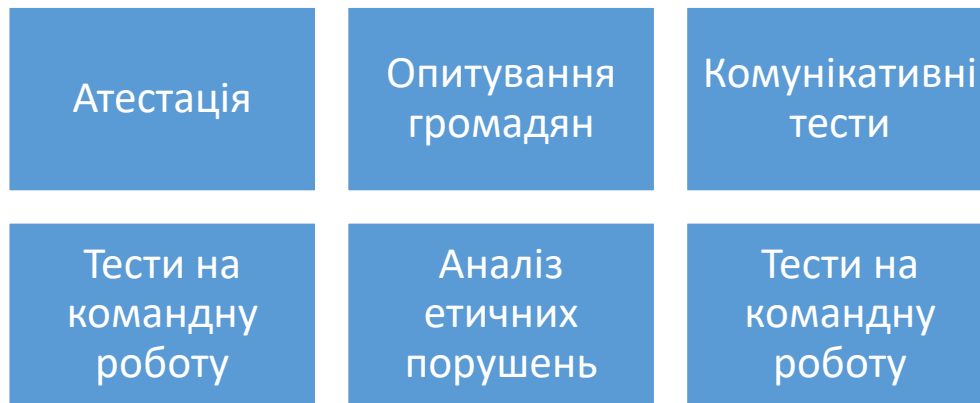 Атестація
Опитування
громадян
Комунікативні
тести
Тести на
командну
роботу
Аналіз
етичних
порушень
Тести на
командну
роботу